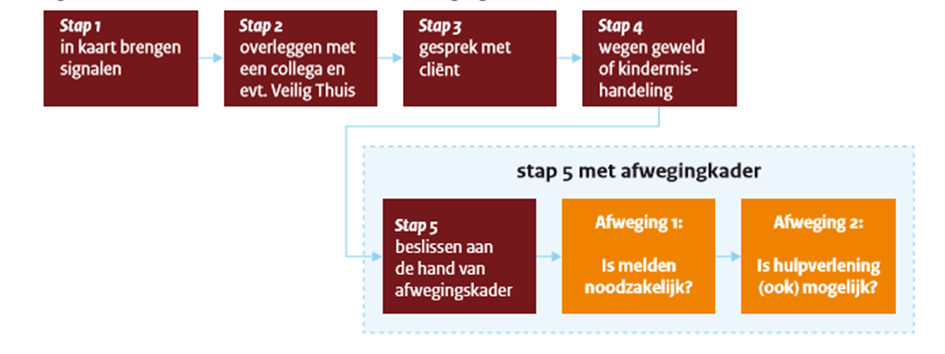 Stap 1
in kaart brengen
signalen
Stap 2
overleggen met
een collega en
evt. Veilig Thuis
Stap 3
gesprek met
cliënt
Stap 4
wegen geweld
of kindermis-
handeling
stap 5 met afwegingkader
Stap 5
beslissen aan
de hand van
afwegingskader
Afweging 1:
Is melden
noodzakelijk?
Afweging 2:
Is hulpverlening
(ook) mogelijk?